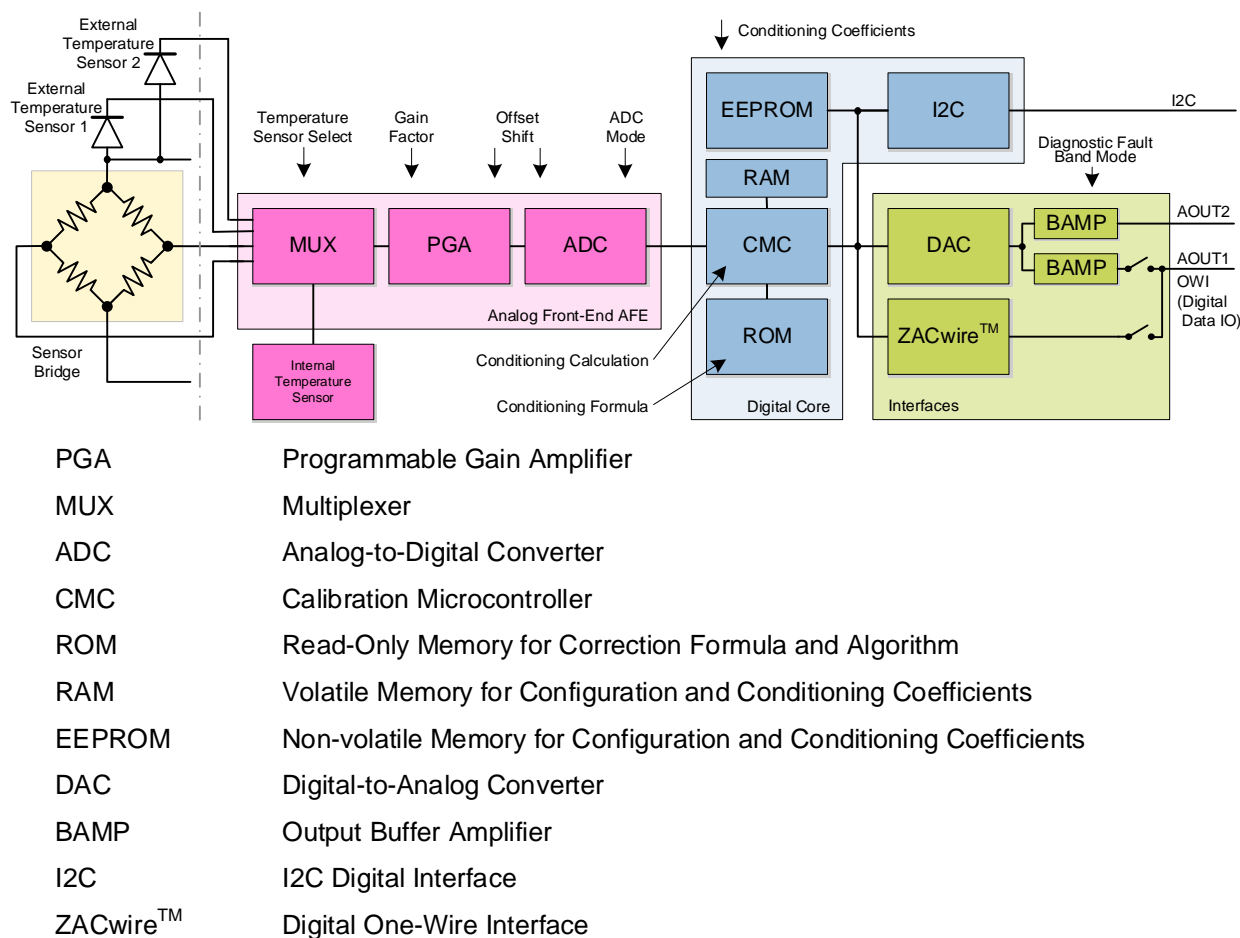 External
Temperature
Sensor 2
External
Temperature
Sensor 1
Temperature
Sensor Select
Gain
Factor
Offset
Shift
ADC
Mode
Conditioning Coefficients
EEPROM
I2C
I2C
Diagnostic Fault
Band Mode
RAM
MUX
PGA
ADC
CMC
DAC
BAMP
AOUT2
BAMP
AOUT1
OWI
(Digital
Data IO)
Analog Front-End AFE
Sensor
Bridge
Internal
Temperature
Sensor
Conditioning Calculation
ROM
ZACwire™
Conditioning Formula
Digital Core
Interfaces
PGA Programmable Gain Amplifier
MUX Multiplexer
ADC Analog-to-Digital Converter
CMC Calibration Microcontroller
ROM Read-Only Memory for Correction Formula and Algorithm
RAM Volatile Memory for Configuration and Conditioning Coefficients
EEPROM Non-volatile Memory for Configuration and Conditioning Coefficients
DAC Digital-to-Analog Converter
BAMP Output Buffer Amplifier
I2C I2C Digital Interface
ZACwire™ Digital One-Wire Interface